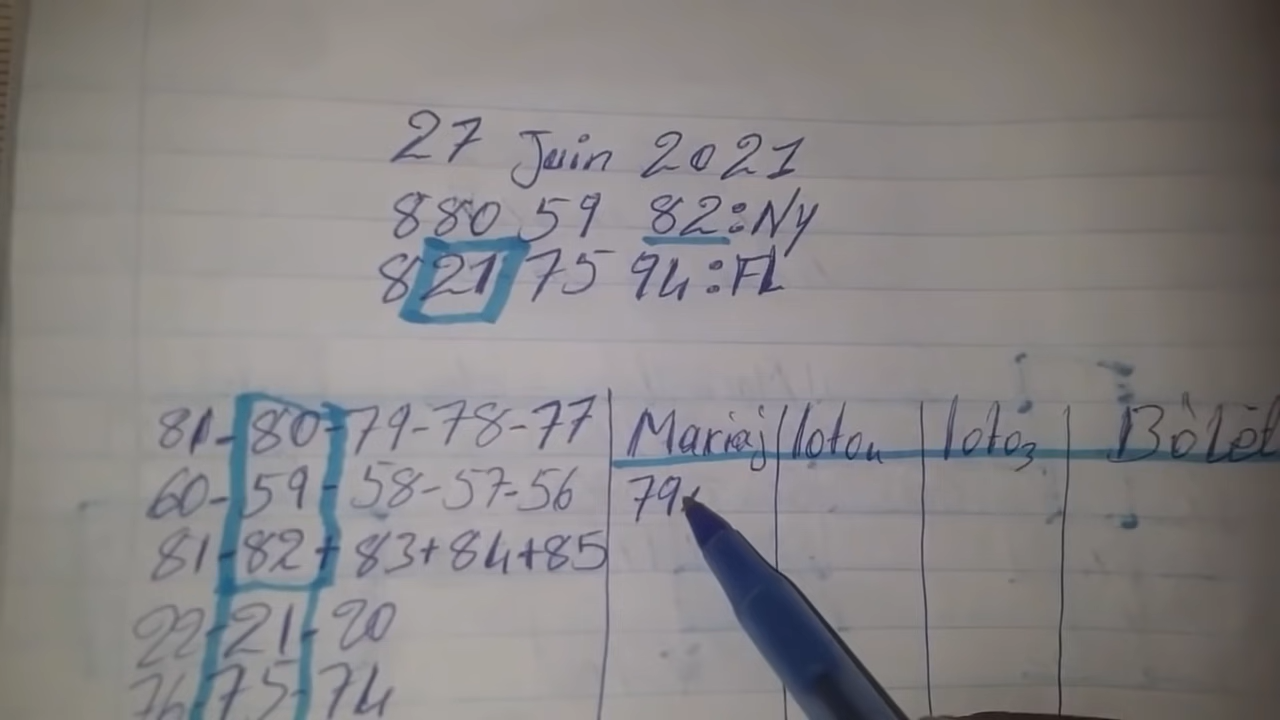 27 Juin 2021
880 59 82:Ny
821 75 94:FL
81-80-79-78-77 Mariaj loto4 loto3 Bòlèt
60-59-58-57-56 79
81-82+83+84+85
22-21-20
76-75-74